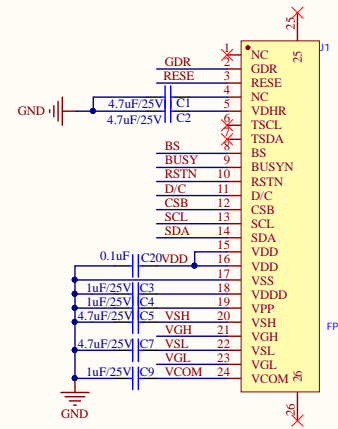 25
J1
1 NC 25
GDR 2 GDR
RESE 3 RESE
4 NC
4.7uF/25V C1 5 VDHR
GND
4.7uF/25V C2 6 TSCL
7 TSDA
BS 8 BS
BUSY 9 BUSYN
RSTN 10 RSTN
D/C 11 D/C
CSB 12 CSB
SCL 13 SCL
SDA 14 SDA
15 VDD
0.1uF C20 VDD 16 VDD
17 VSS
1uF/25V C3 18 VDDD
1uF/25V C4 19 VPP
4.7uF/25V C5 VSH 20 VSH
FP
VGH 21 VGH
4.7uF/25V C7 VSL 22 VSL
VGL 23 VGL
1uF/25V C9 VCOM 24 VCOM 26
GND
26